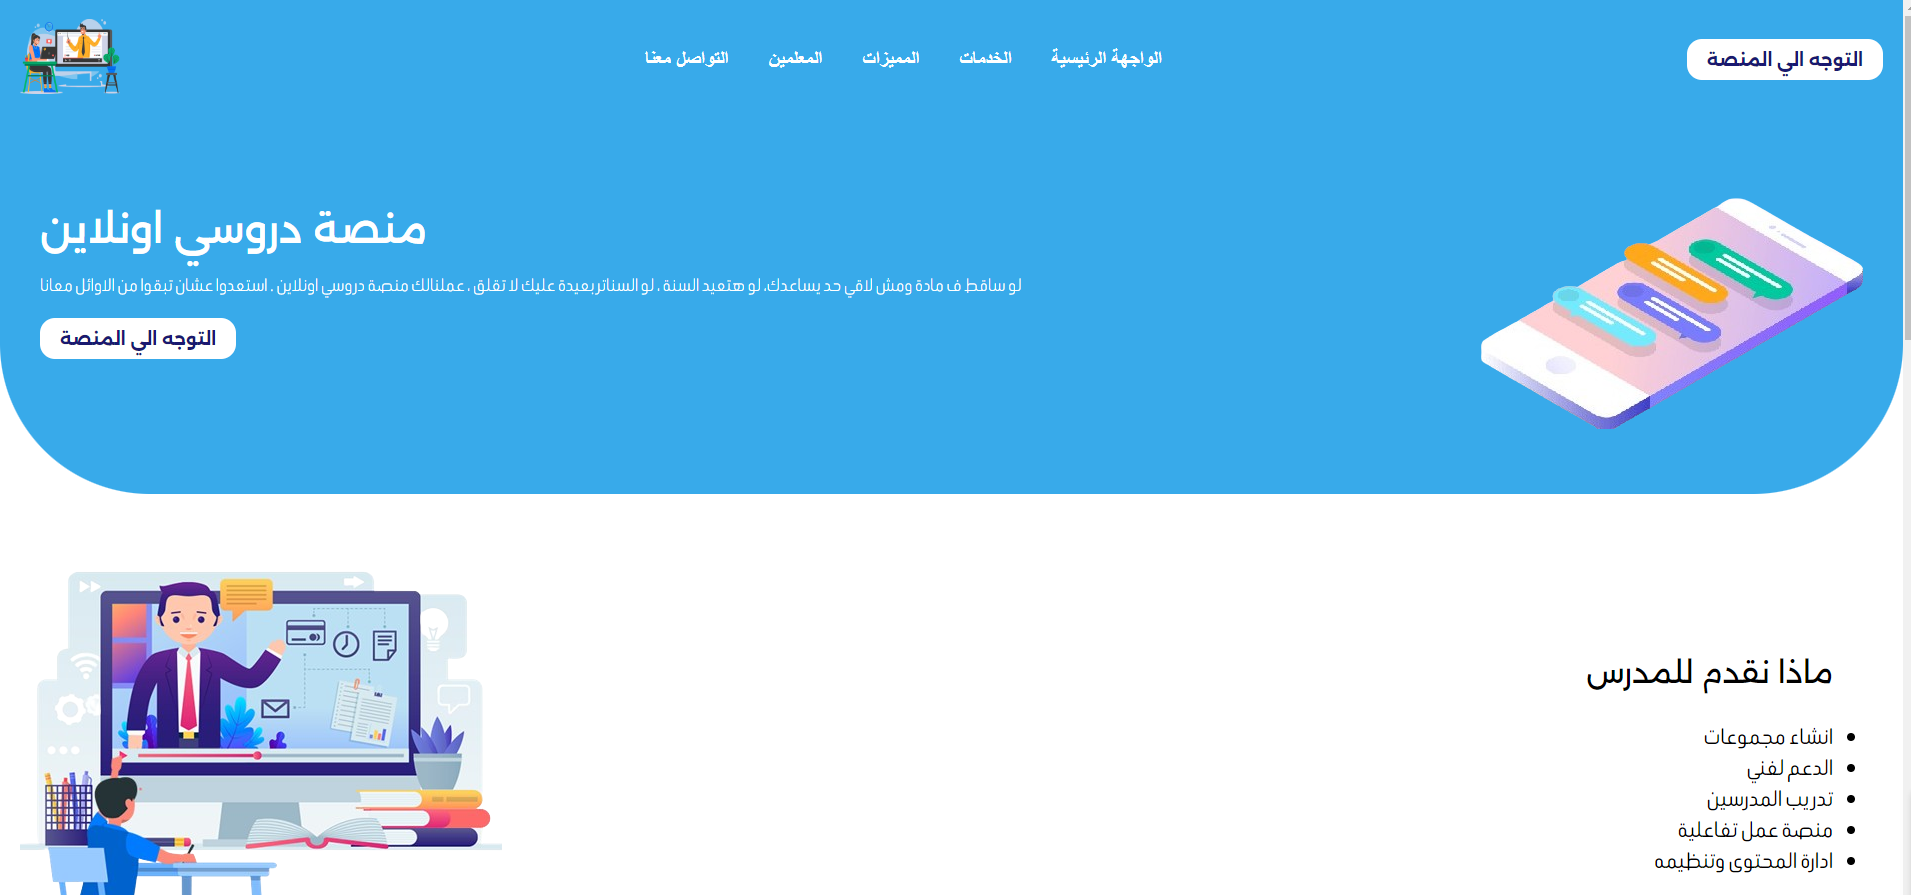 التوجه الي المنصة
الواجهة الرئيسية
الخدمات
المميزات
المعلمين
التواصل معنا
منصة دروسي اونلاين
لو ساقط ف مادة ومش لاقي حد يساعدك، لو هتعيد السنة ، لو السناتر بعيدة عليك لا تقلق ، عملنالك منصة دروسي اونلاين ، استعدوا عشان تبقوا من الاوائل معانا
التوجه الي المنصة
ماذا نقدم للمدرس
انشاء مجموعات
الدعم لفني
تدريب المدرسين
منصة عمل تفاعلية
ادارة المحتوى وتنظيمه